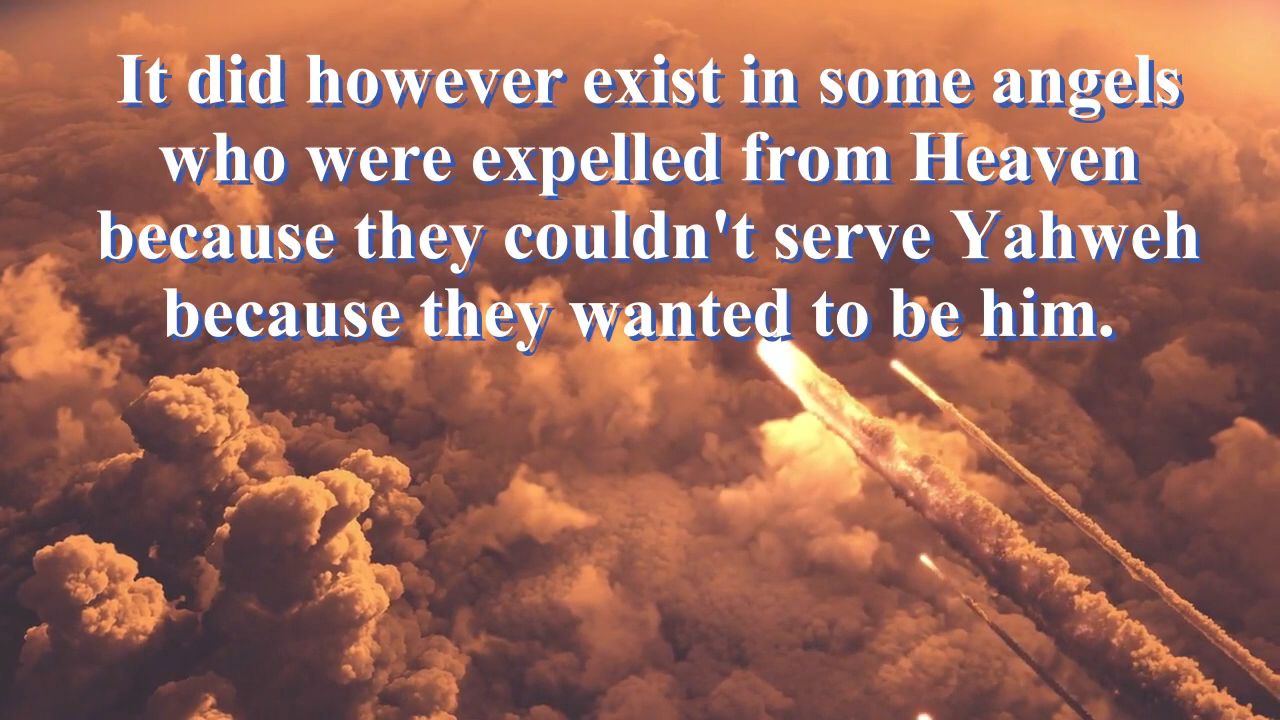 It did however exist in some angels
who were expelled from Heaven
because they couldn't serve Yahweh
because they wanted to be him.